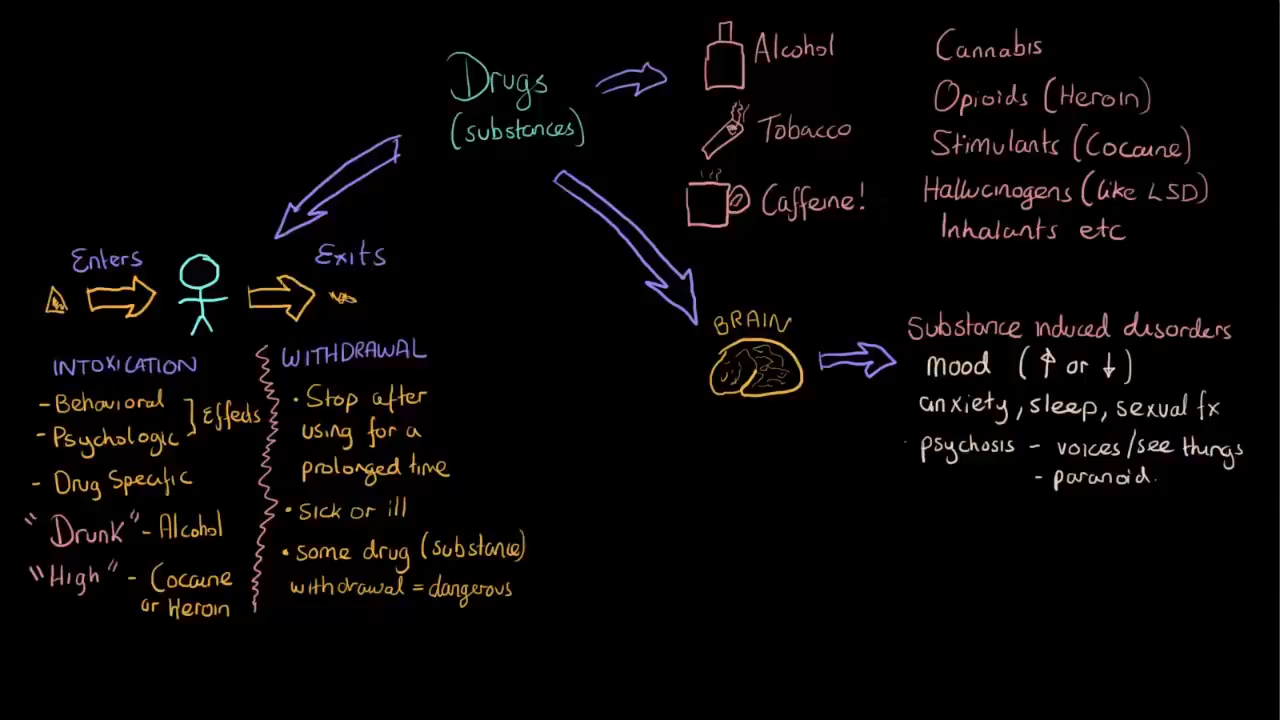 Drugs
(substances)
Alcohol
Tobacco
Caffeine!
Cannabis
Opioids (Heroin)
Stimulants (Cocaine)
Hallucinogens (like LSD)
Inhalants etc
Enters
Exits
INTOXICATION
- Behavioral
- Psychologic
] Effects
- Drug Specific
"Drunk" - Alcohol
"High" - Cocaine
or Heroin
WITHDRAWAL
• Stop after
using for a
prolonged time
• Sick or ill
• some drug (substance)
withdrawal = dangerous
BRAIN
Substance induced disorders
mood (↑ or ↓)
anxiety, sleep, sexual fx
psychosis - voices/see things
- paranoid.